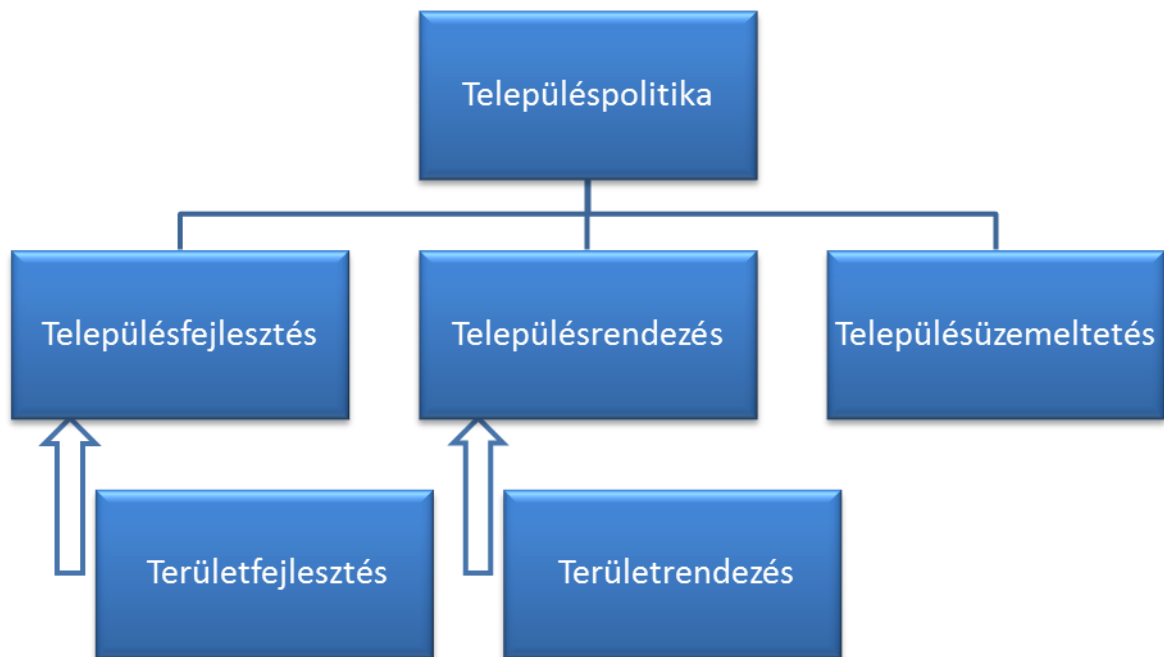 Településpolitika
Településfejlesztés
Településrendezés
Településüzemeltetés
Területfejlesztés
Területrendezés